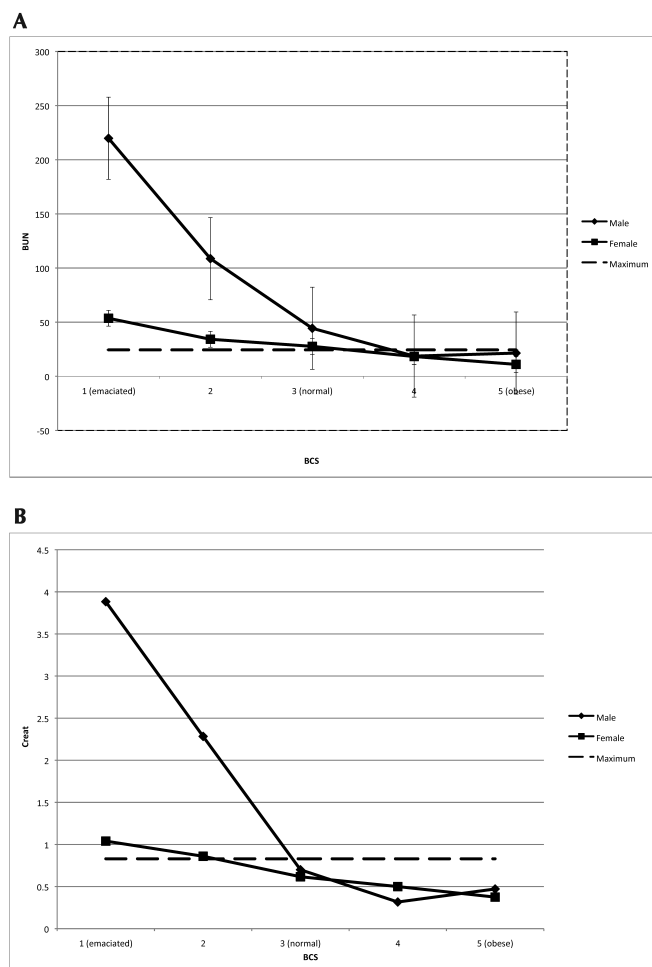 A
300
250
200
150
100
50
0
-50
BUN
1 (emaciated) 2 3 (normal) 4 5 (obese)
BCS
Male
Female
Maximum
B
4.5
4
3.5
3
2.5
2
1.5
1
0.5
0
Creat
1 (emaciated) 2 3 (normal) 4 5 (obese)
BCS
Male
Female
Maximum